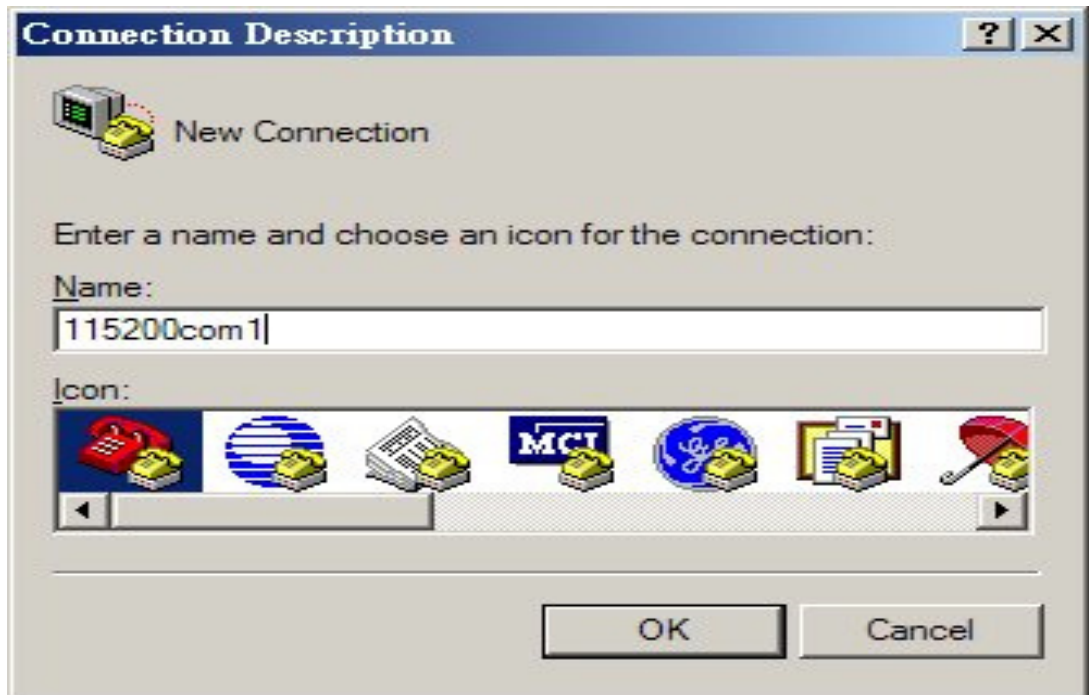 Connection Description
New Connection
Enter a name and choose an icon for the connection:
Name:
115200com1
Icon:
MCI
OK
Cancel